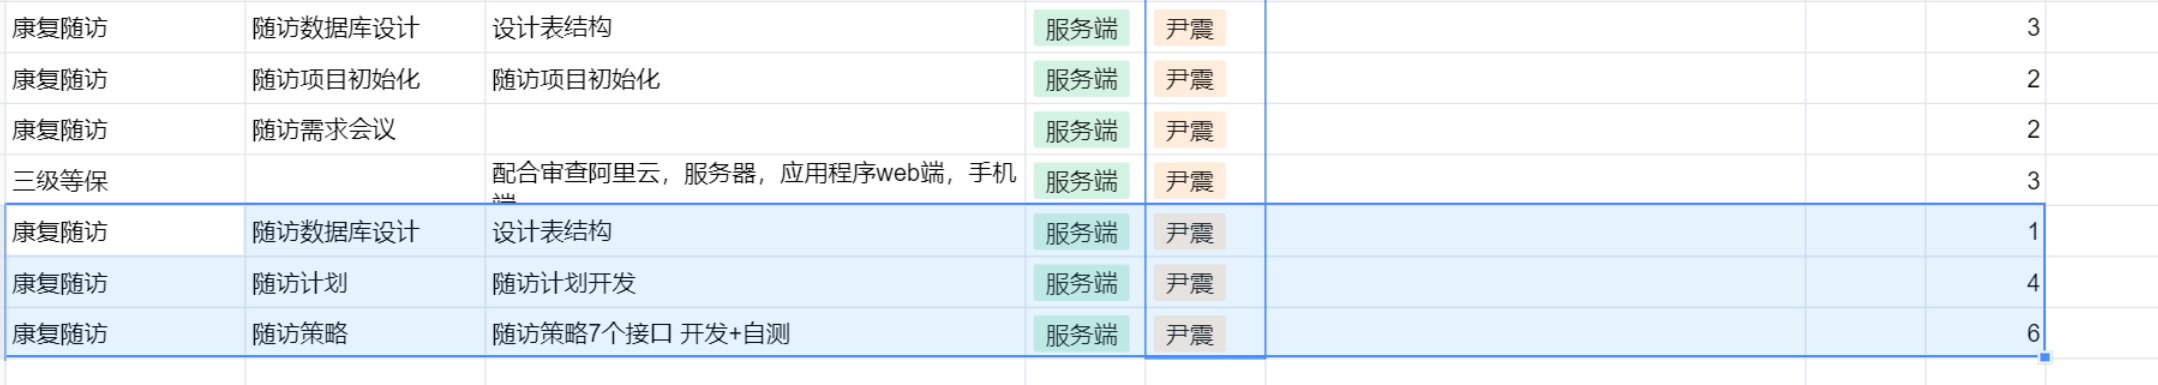 康复随访 随访数据库设计 设计表结构 服务端 尹震 3
康复随访 随访项目初始化 随访项目初始化 服务端 尹震 2
康复随访 随访需求会议 服务端 尹震 2
三级等保 配合审查阿里云，服务器，应用程序web端，手机端 服务端 尹震 3
康复随访 随访数据库设计 设计表结构 服务端 尹震 1
康复随访 随访计划 随访计划开发 服务端 尹震 4
康复随访 随访策略 随访策略7个接口 开发+自测 服务端 尹震 6